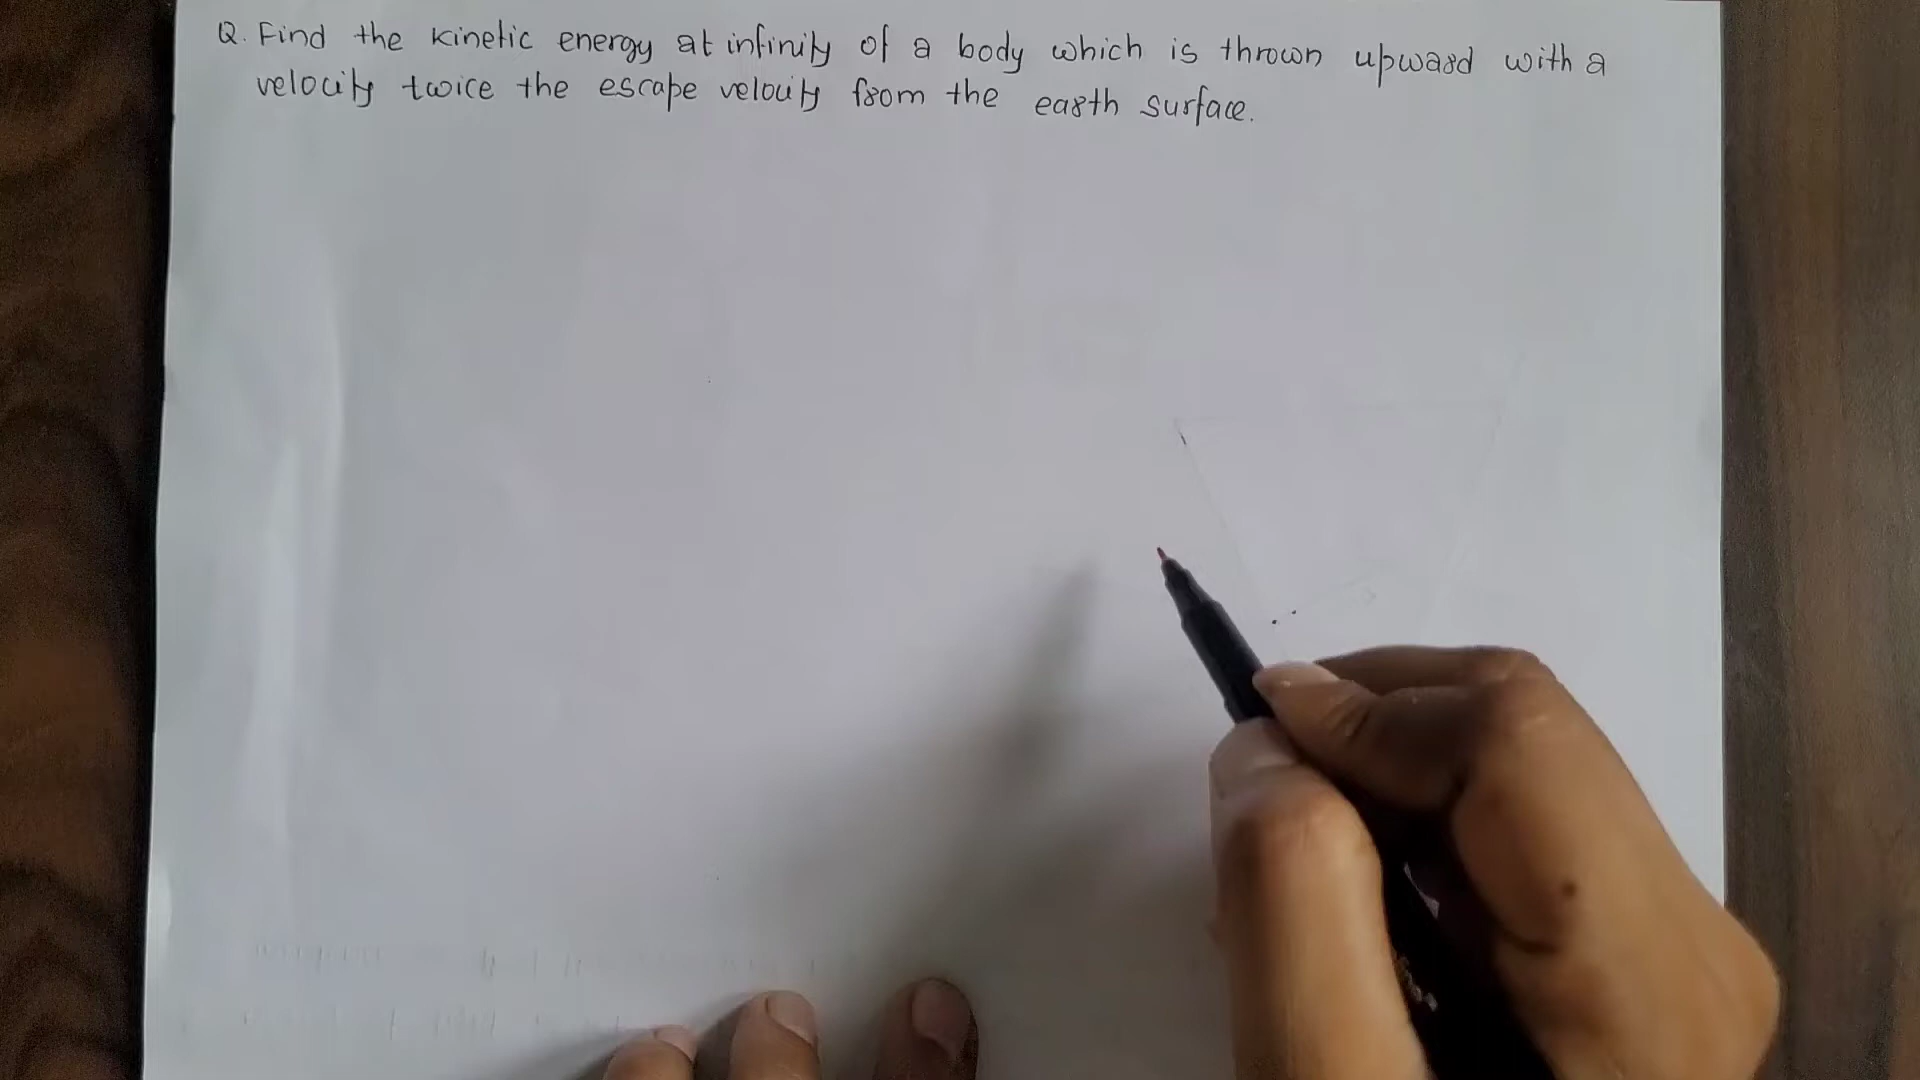 Q. Find the kinetic energy at infinity of a body which is thrown upward with a
velocity twice the escape velocity from the earth surface.